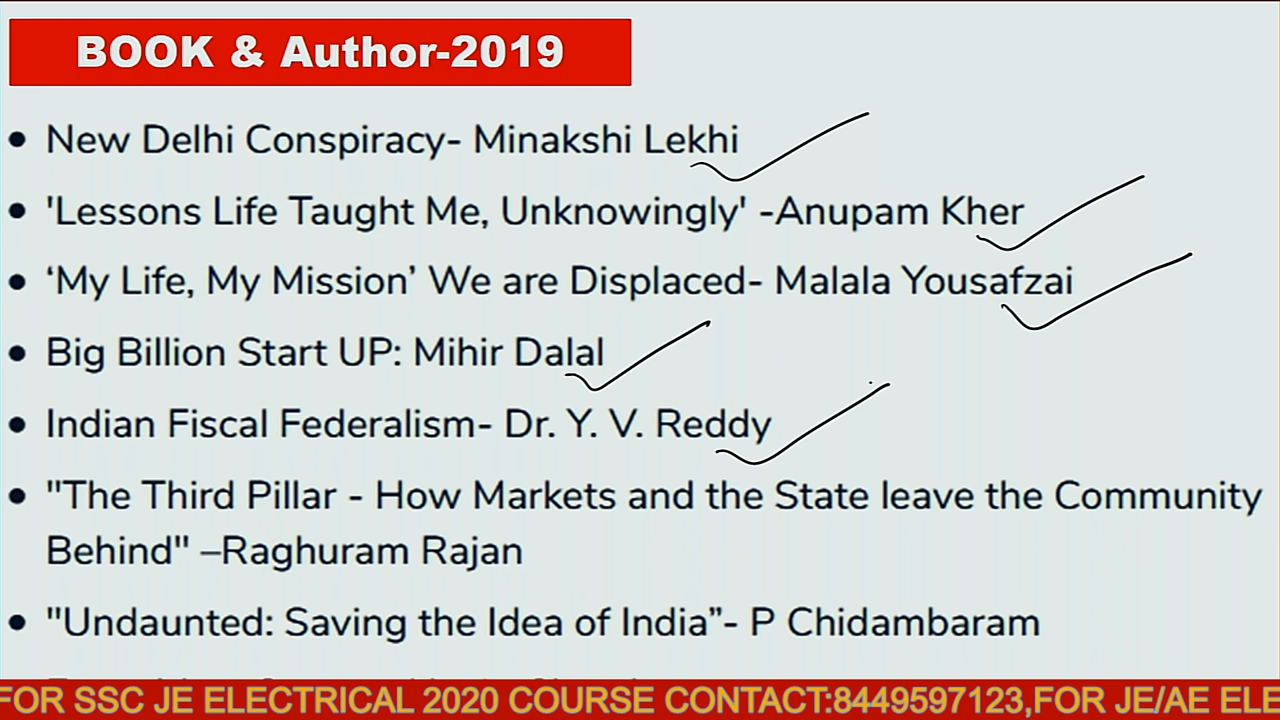 BOOK & Author-2019
• New Delhi Conspiracy- Minakshi Lekhi
• 'Lessons Life Taught Me, Unknowingly' -Anupam Kher
• ‘My Life, My Mission’ We are Displaced- Malala Yousafzai
• Big Billion Start UP: Mihir Dalal
• Indian Fiscal Federalism- Dr. Y. V. Reddy
• "The Third Pillar - How Markets and the State leave the Community
Behind" –Raghuram Rajan
• "Undaunted: Saving the Idea of India”- P Chidambaram
FOR SSC JE ELECTRICAL 2020 COURSE CONTACT:8449597123,FOR JE/AE ELE